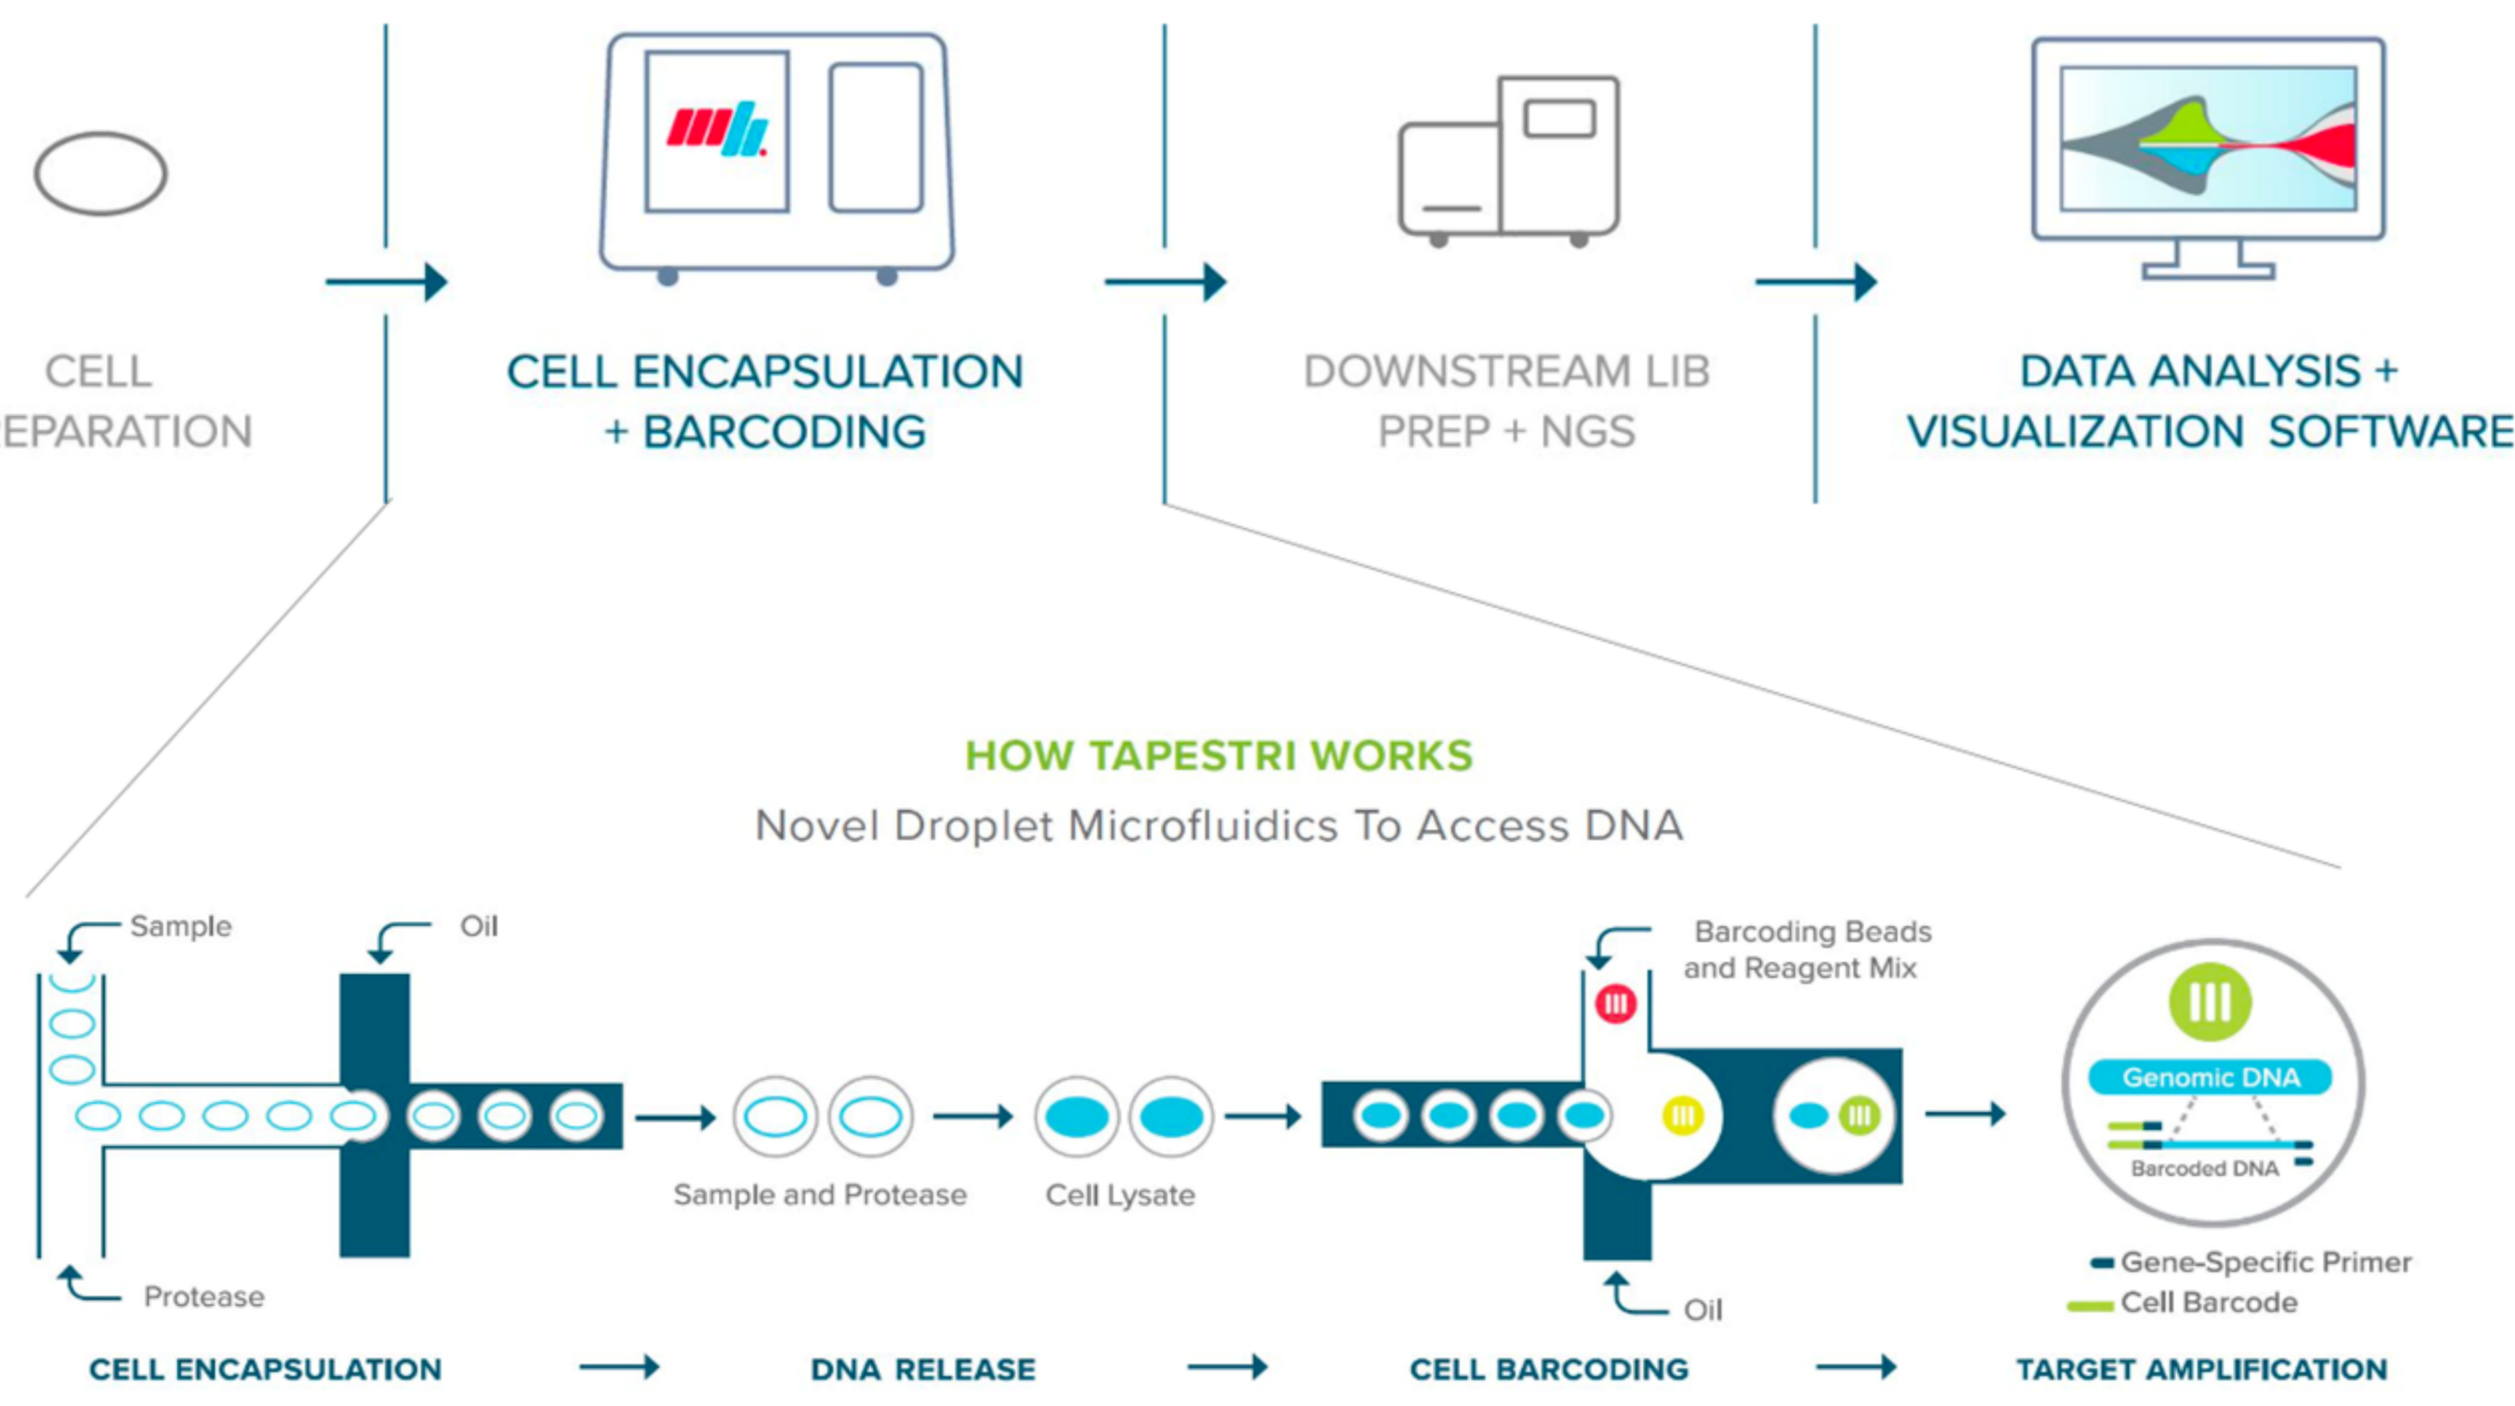 CELL
EPARATION
CELL ENCAPSULATION
+ BARCODING
DOWNSTREAM LIB
PREP + NGS
DATA ANALYSIS +
VISUALIZATION SOFTWARE
HOW TAPESTRI WORKS
Novel Droplet Microfluidics To Access DNA
Sample
Oil
Protease
Sample and Protease
Cell Lysate
Barcoding Beads
and Reagent Mix
Oil
Genomic DNA
Barcoded DNA
Gene-Specific Primer
Cell Barcode
CELL ENCAPSULATION
DNA RELEASE
CELL BARCODING
TARGET AMPLIFICATION